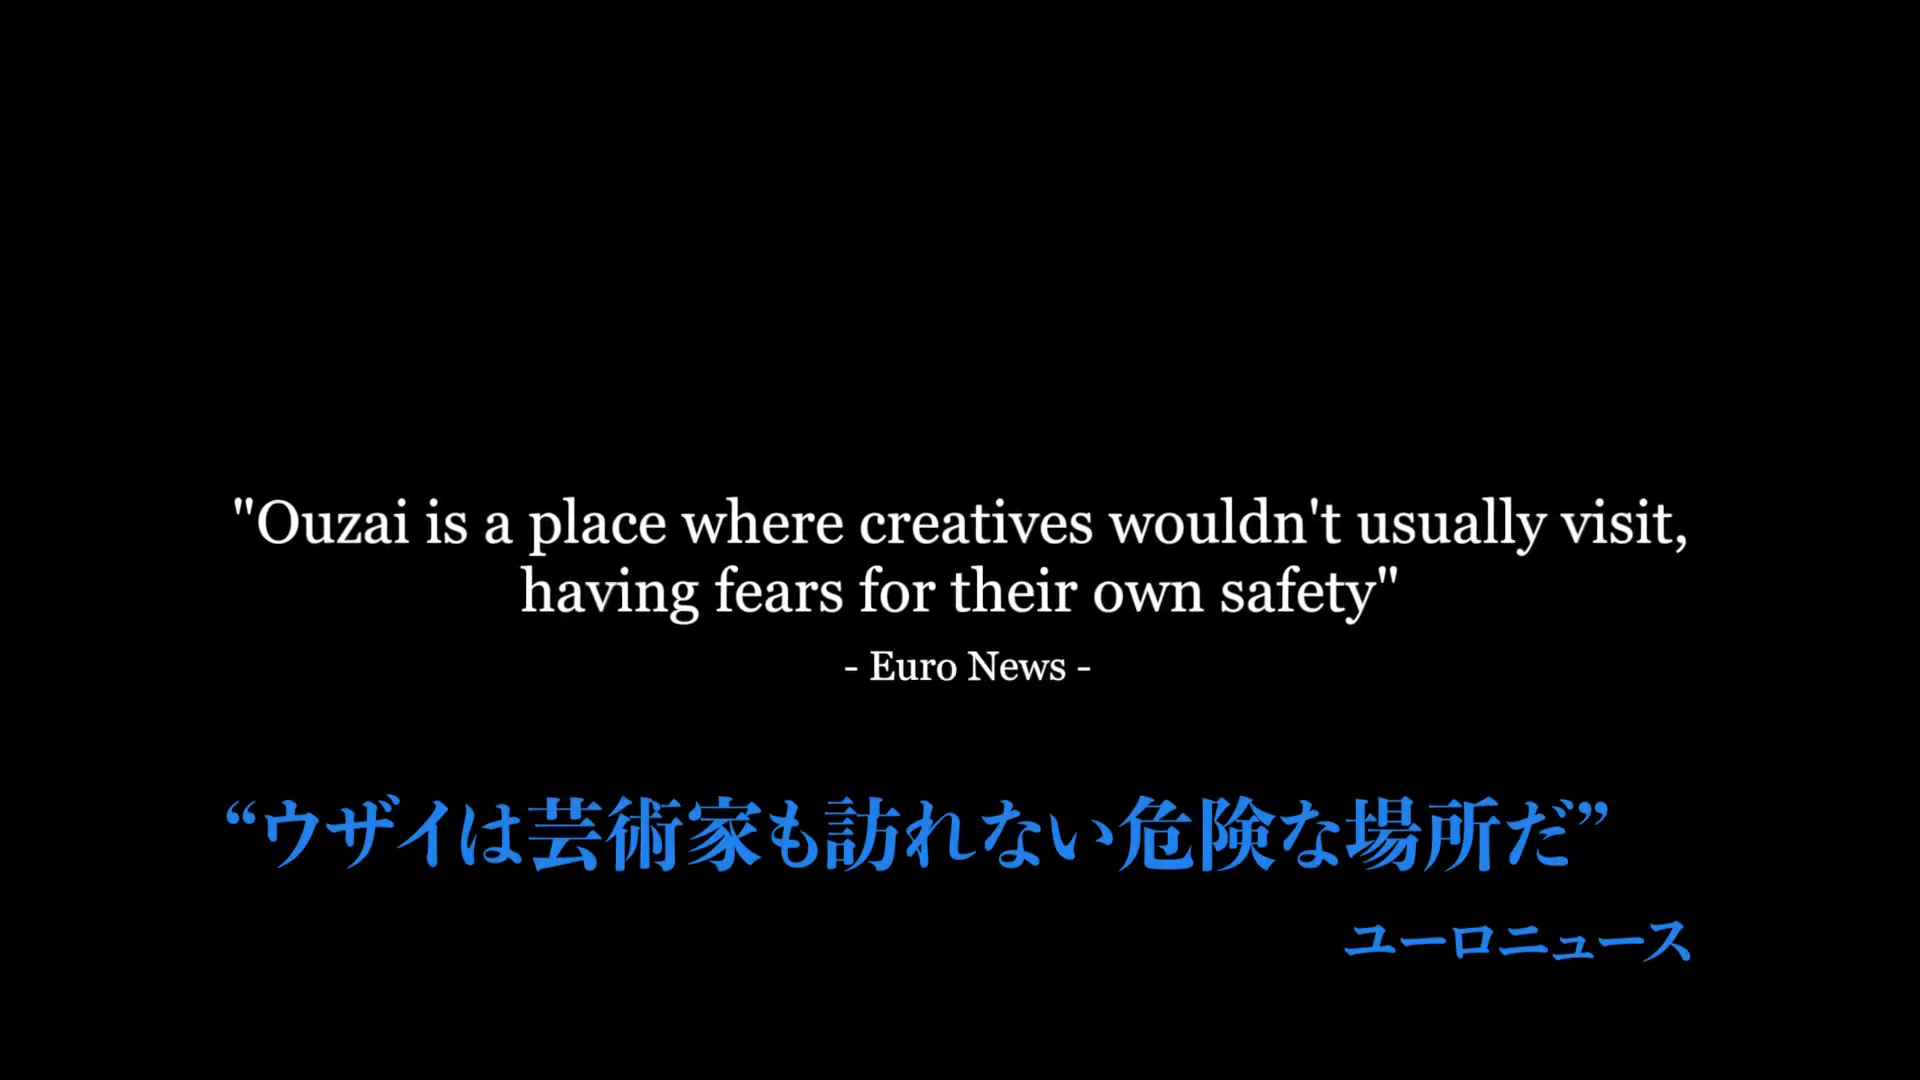 "Ouzai is a place where creatives wouldn't usually visit,
having fears for their own safety"
- Euro News -
“ウザイは芸術家も訪れない危険な場所だ”
ユーロニュース